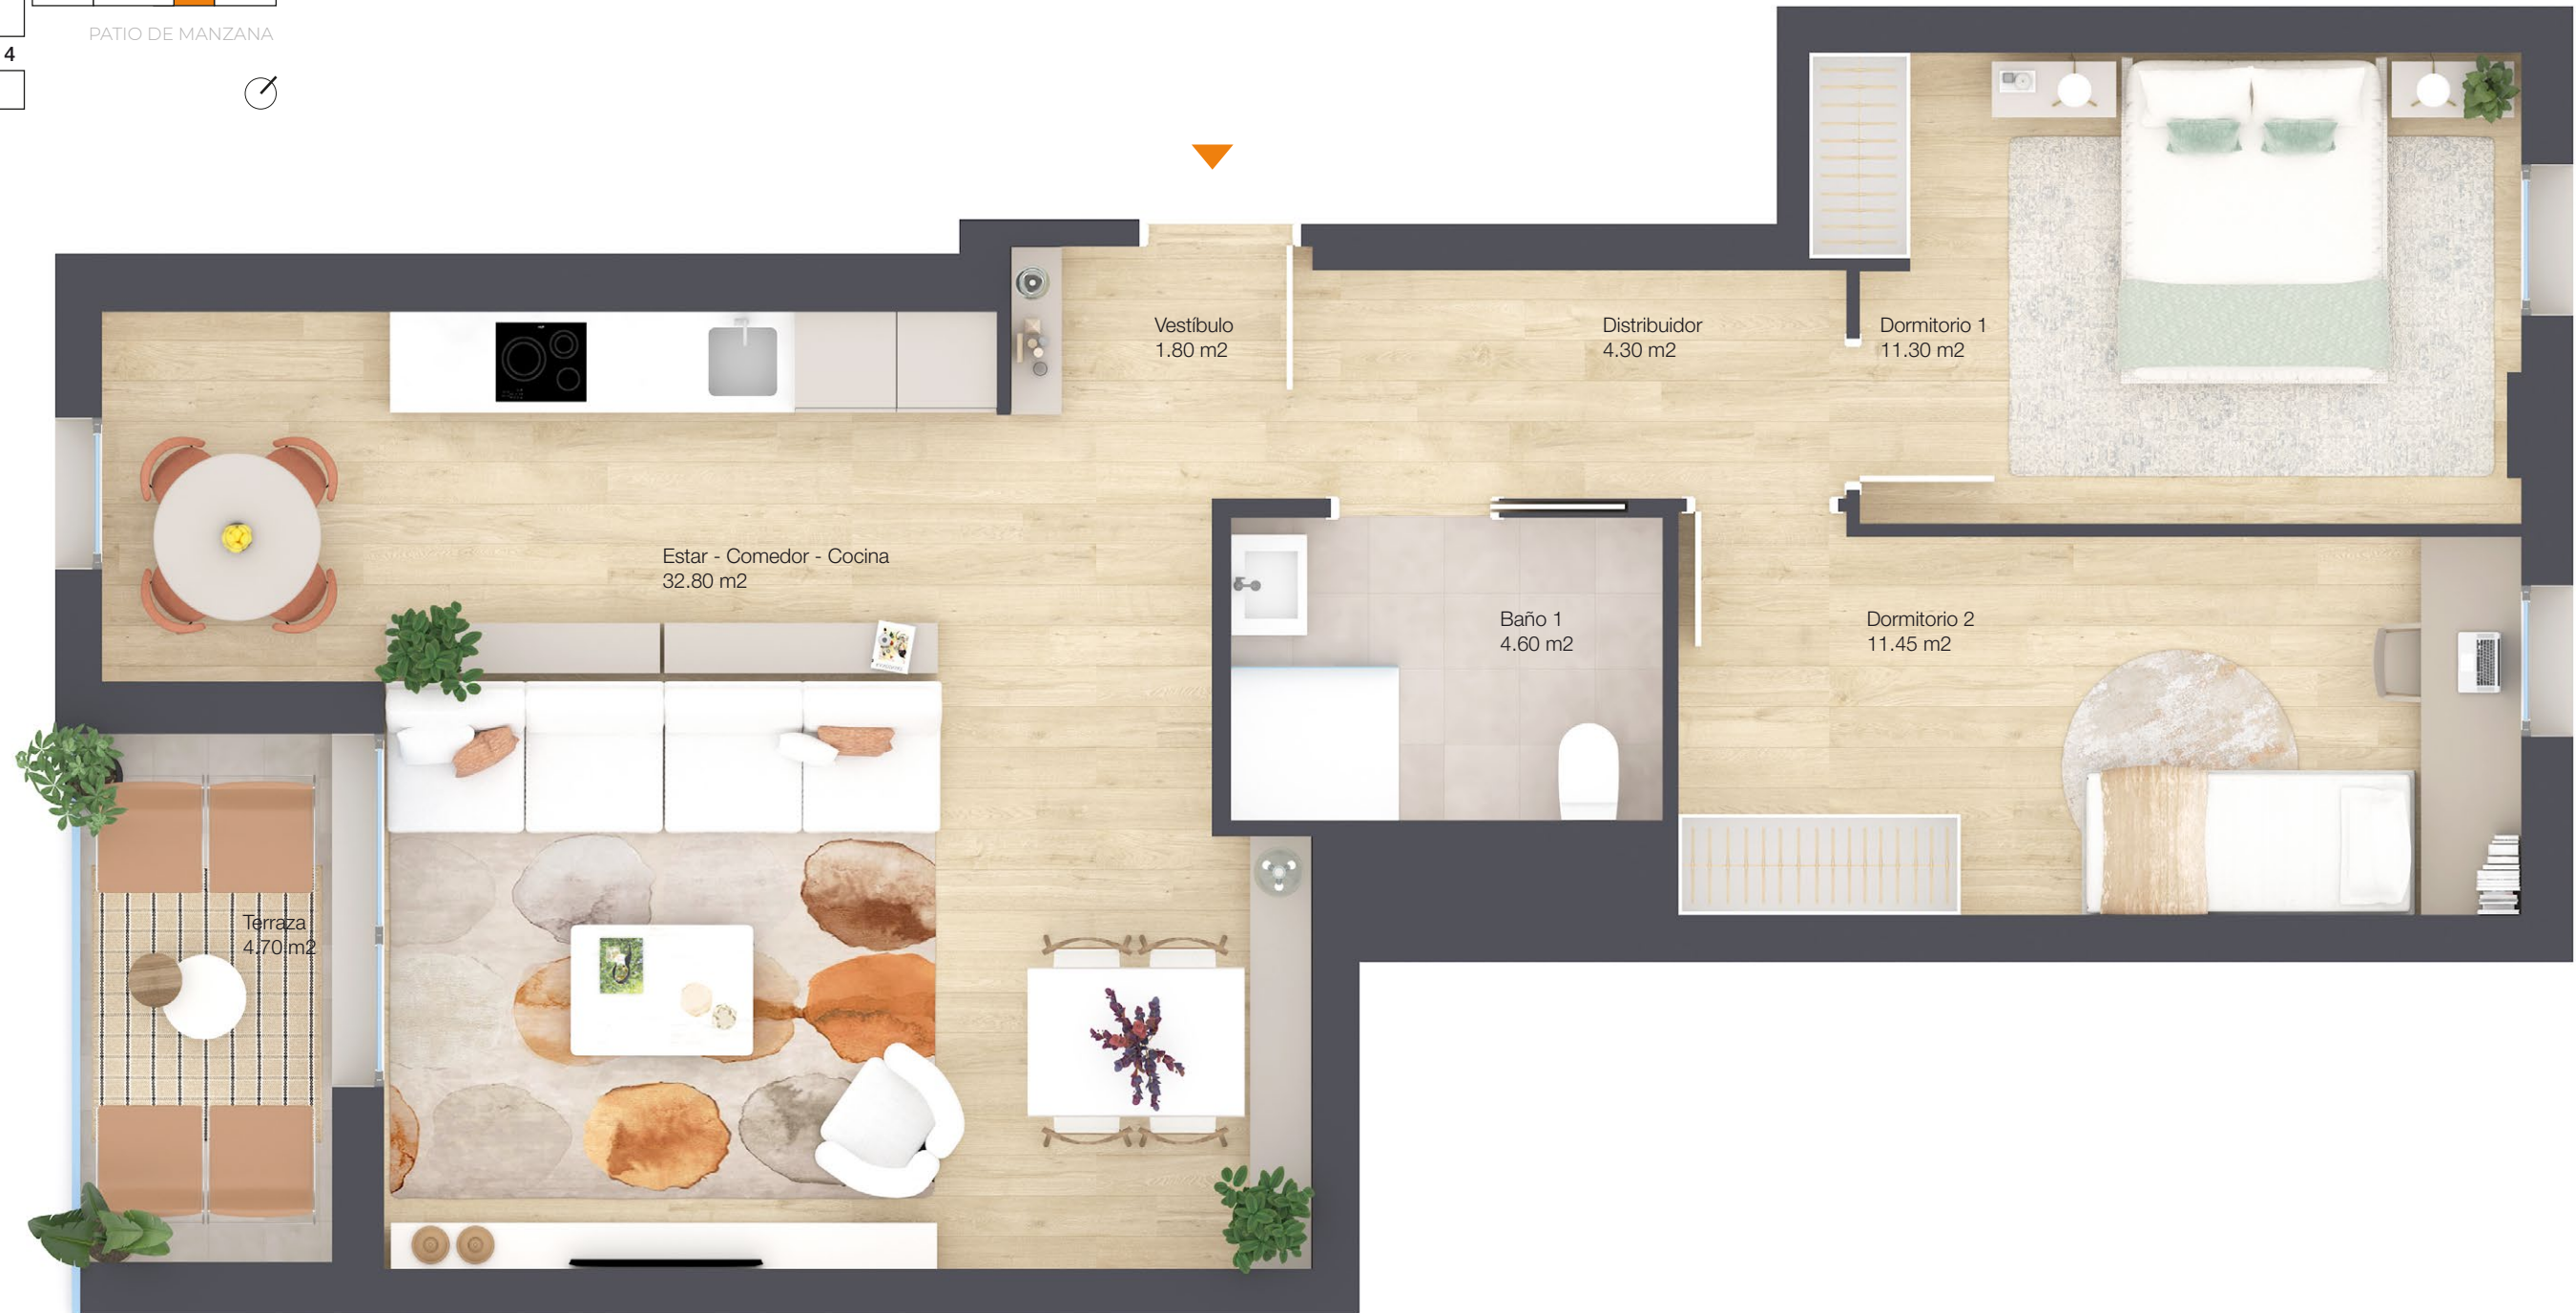 PATIO DE MANZANA
4
Vestíbulo
1.80 m2
Distribuidor
4.30 m2
Dormitorio 1
11.30 m2
Estar - Comedor - Cocina
32.80 m2
Baño 1
4.60 m2
Dormitorio 2
11.45 m2
Terraza
4.70 m2